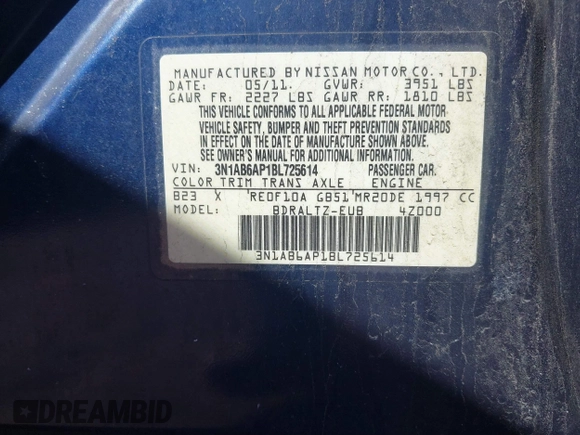 MANUFACTURED BY NISSAN MOTOR CO., LTD.
DATE: 05/11. GVWR: 3951 LBS
GAWR FR: 2227 LBS GAWR RR: 1810 LBS
THIS VEHICLE CONFORMS TO ALL APPLICABLE FEDERAL MOTOR
VEHICLE SAFETY, BUMPER AND THEFT PREVENTION STANDARDS
IN EFFECT ON THE DATE OF MANUFACTURE SHOWN ABOVE.
SEE OWNER'S MANUAL FOR ADDITIONAL INFORMATION.
VIN: 3N1AB6AP1BL725614 PASSENGER CAR.
COLOR TRIM TRANS AXLE ENGINE
B23 X RE0F10A GB51 MR20DE 1997 CC
MODEL: BDRALTZ-EUB 4Z000
3N1AB6AP1BL725614
DREAMBID